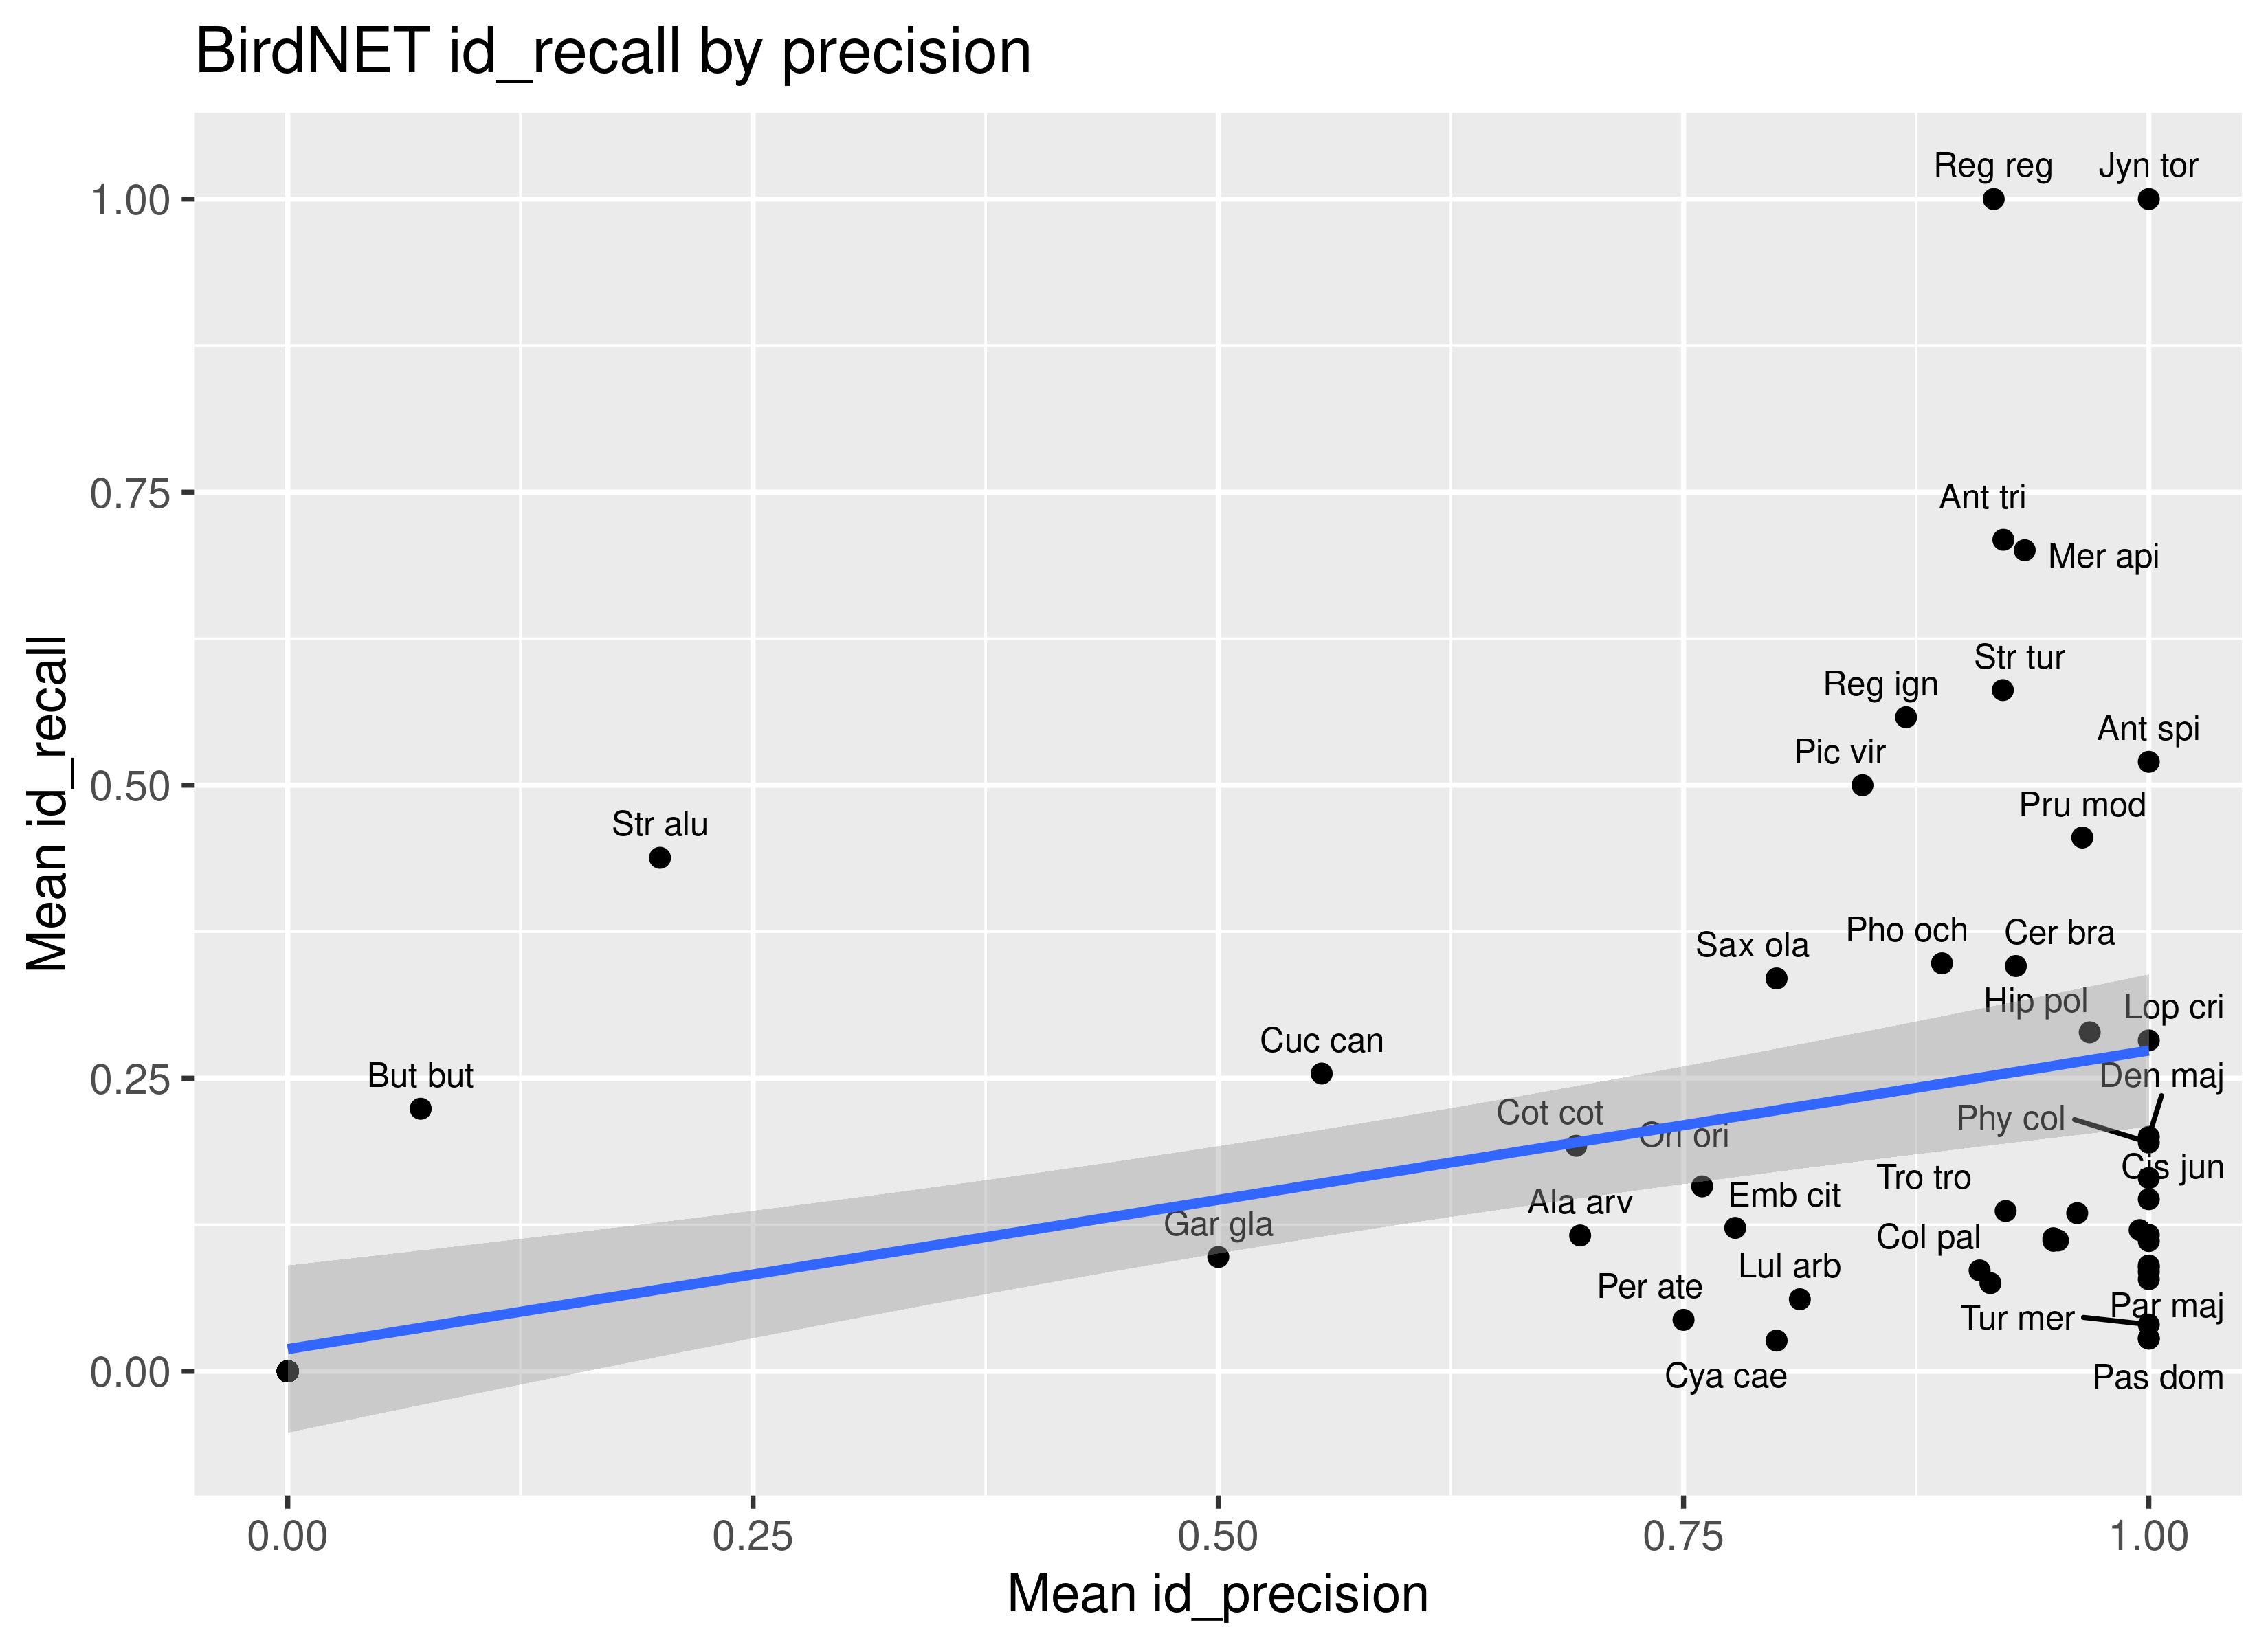 BirdNET id_recall by precision
Reg reg
Jyn tor
1.00
Ant tri
0.75
Mer api
Str tur
Reg ign
Ant spi
Pic vir
0.50
Pru mod
Str alu
Pho och
Cer bra
Sax ola
Hip pol
Lop cri
Cuc can
But but
0.25
Den maj
Cot cot
Phy col
Ori ori
Cis jun
Tro tro
Emb cit
Ala arv
Gar gla
Col pal
Lul arb
Per ate
Par maj
Tur mer
Cya cae
Pas dom
0.00
Mean id_recall
0.00
0.25
0.50
0.75
1.00
Mean id_precision